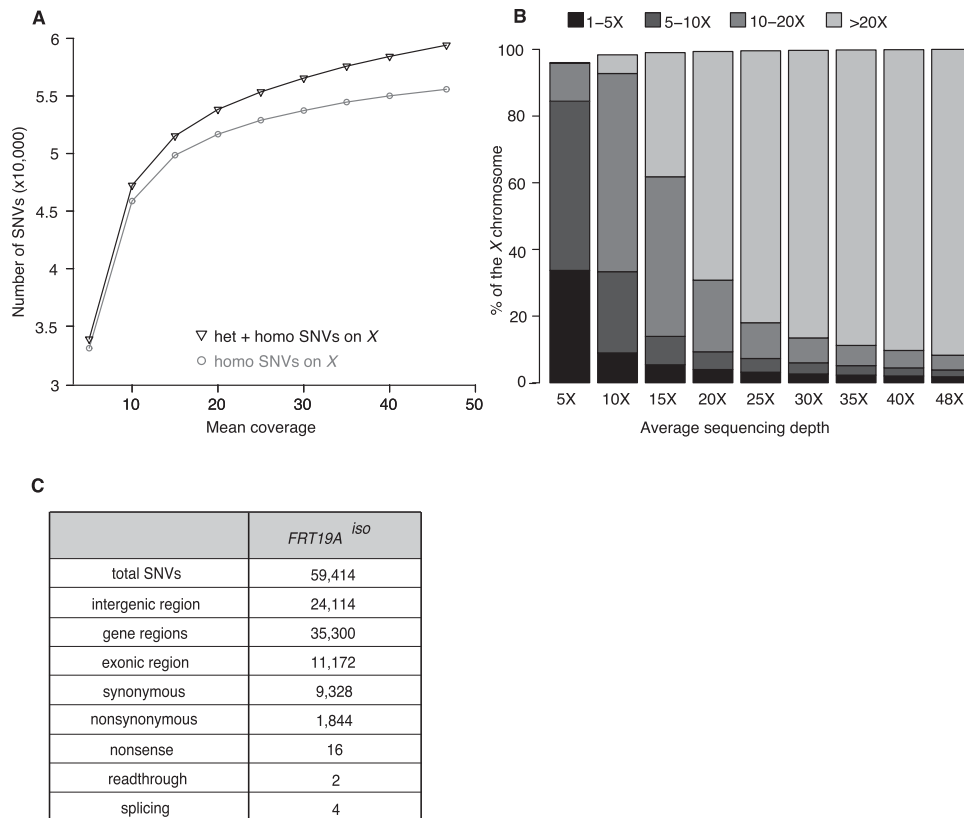 A
6
5.5
5
4.5
4
3.5
3
10
20
30
40
50
Number of SNVs (x10,000)
Mean coverage
het + homo SNVs on X
homo SNVs on X
B
1–5X 5–10X 10–20X >20X
100
80
60
40
20
0
% of the X chromosome
5X 10X 15X 20X 25X 30X 35X 40X 48X
Average sequencing depth
C
FRT19A iso
total SNVs 59,414
intergenic region 24,114
gene regions 35,300
exonic region 11,172
synonymous 9,328
nonsynonymous 1,844
nonsense 16
readthrough 2
splicing 4